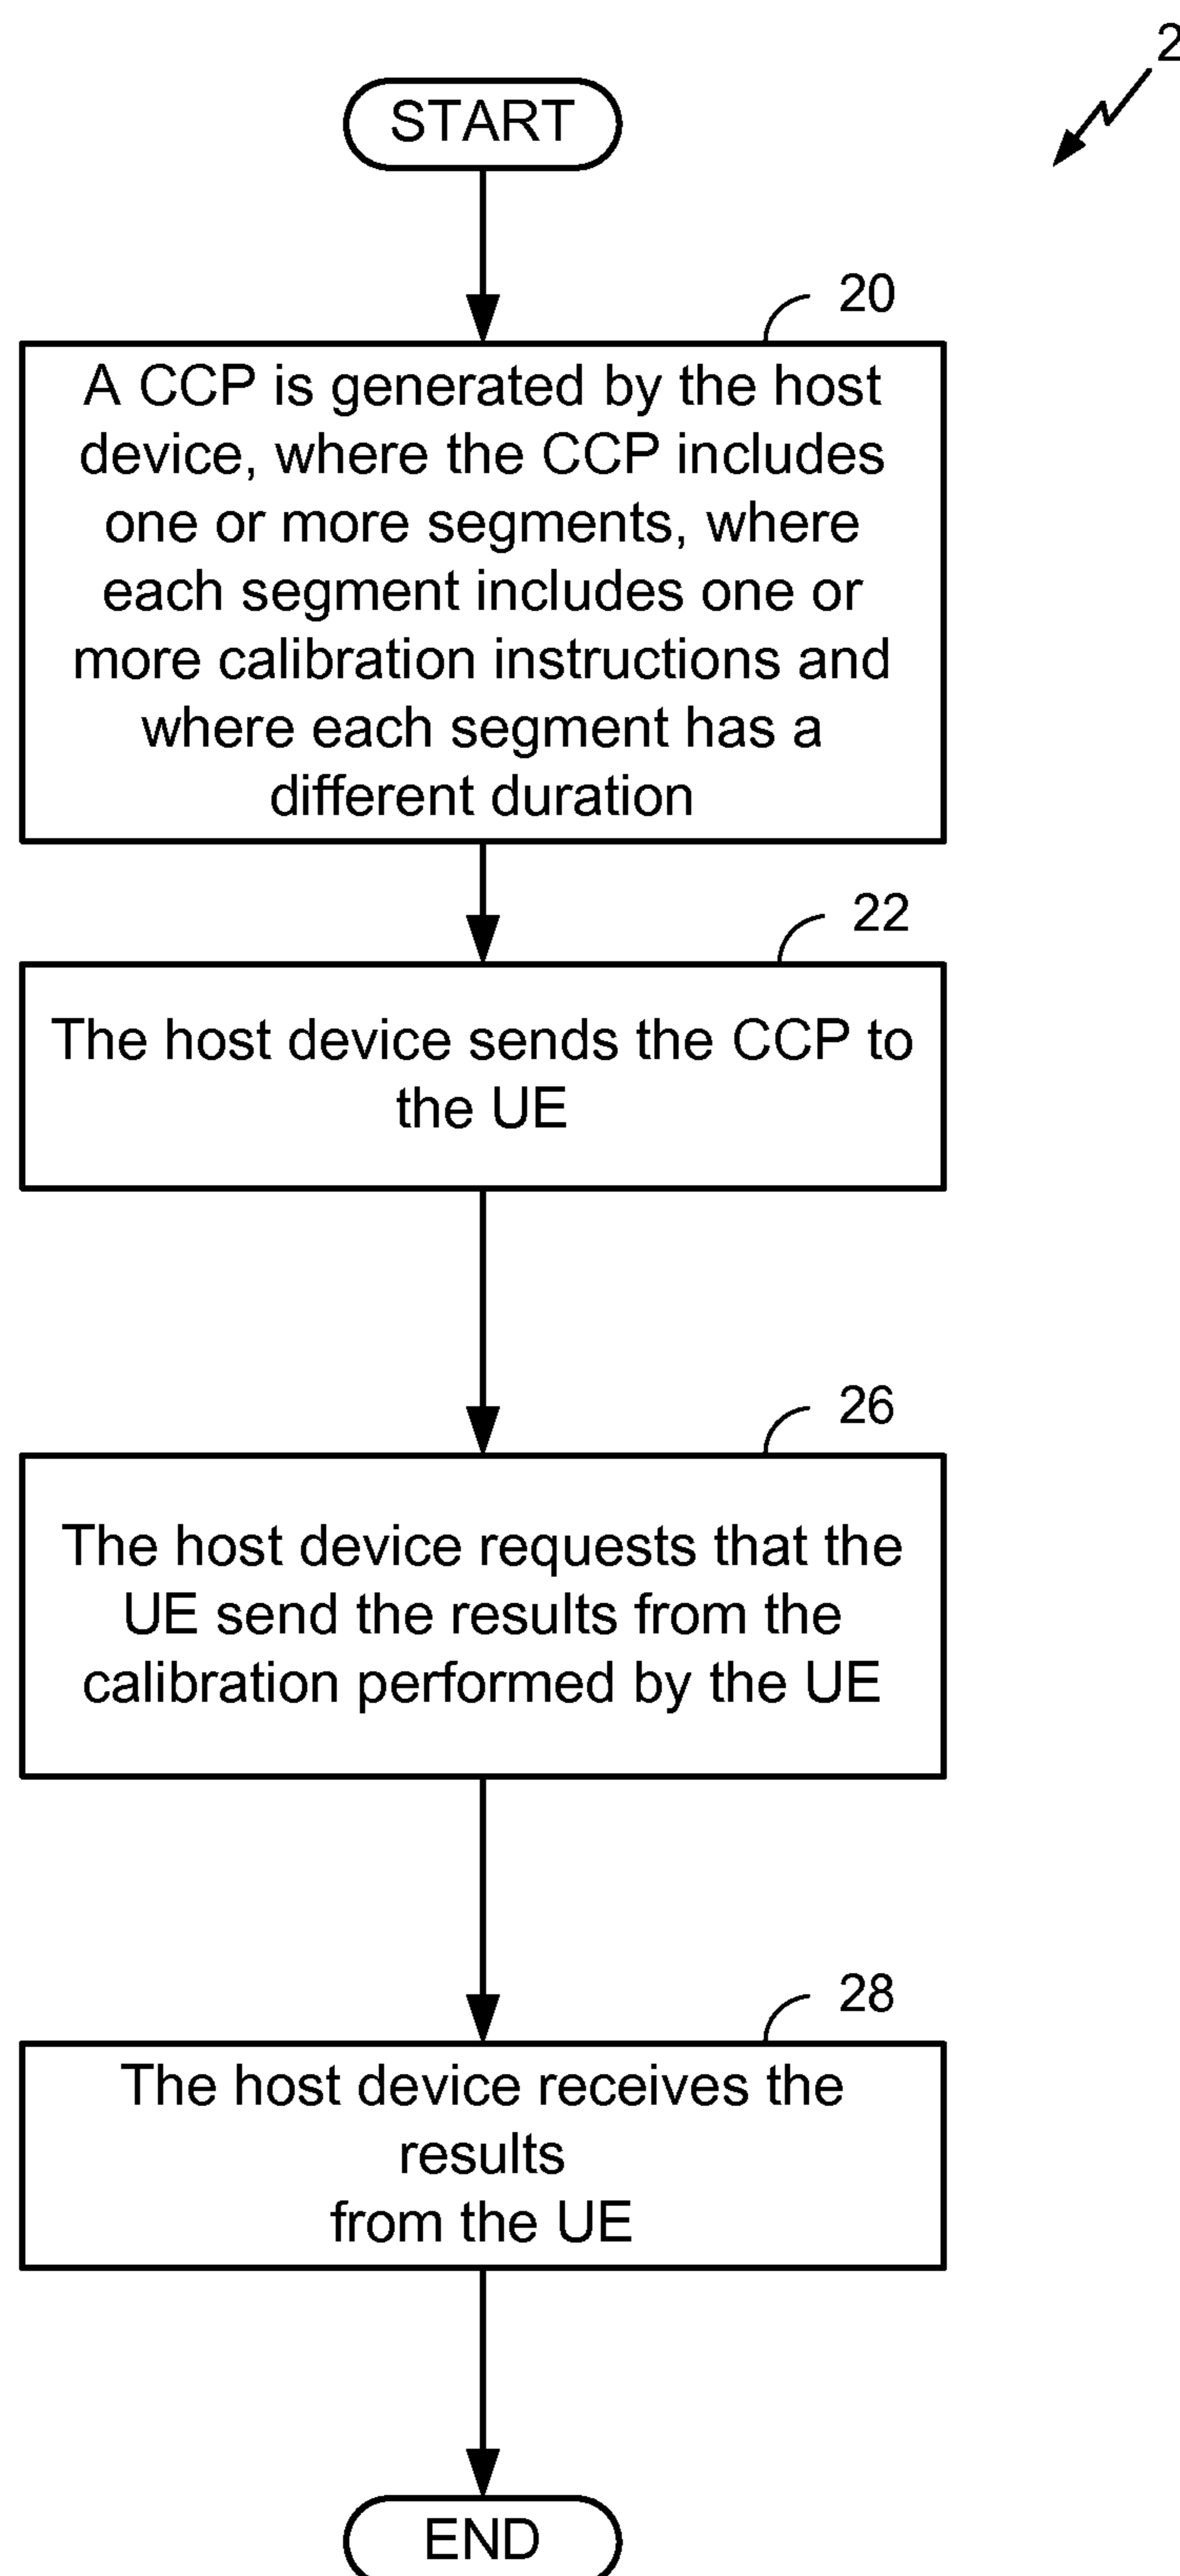 2
START
20
A CCP is generated by the host
device, where the CCP includes
one or more segments, where
each segment includes one or
more calibration instructions and
where each segment has a
different duration
22
The host device sends the CCP to
the UE
26
The host device requests that the
UE send the results from the
calibration performed by the UE
28
The host device receives the
results
from the UE
END